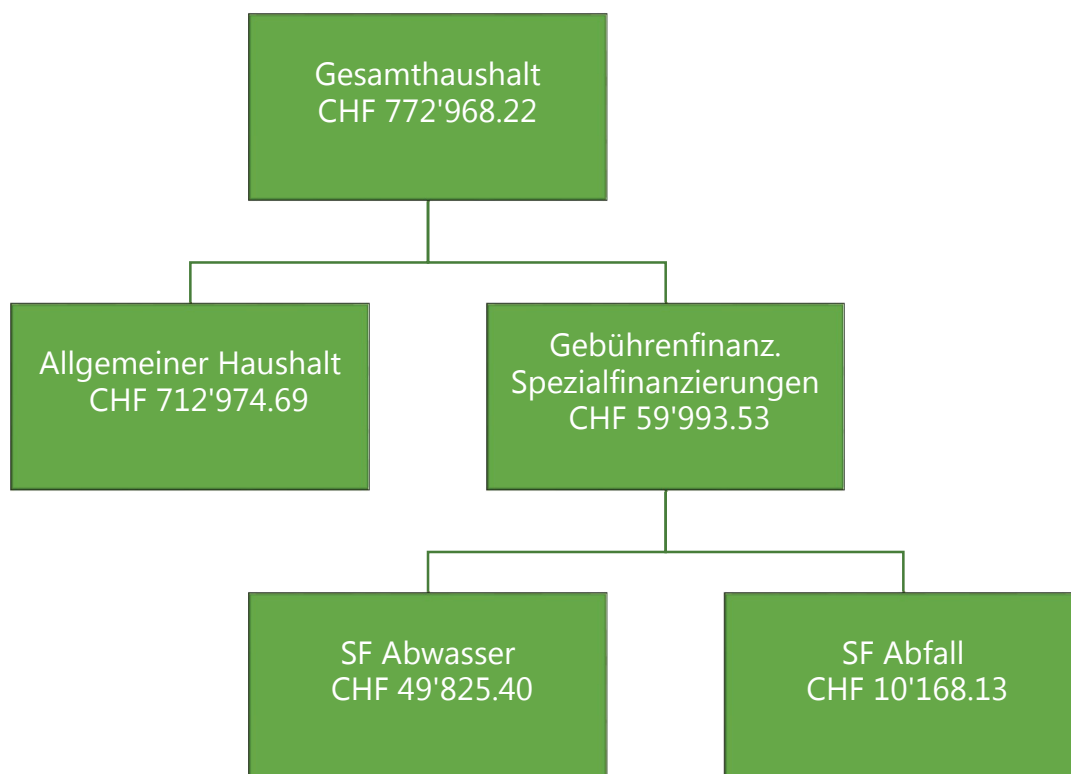 Gesamthaushalt
CHF 772'968.22
Allgemeiner Haushalt
CHF 712'974.69
Gebührenfinanz.
Spezialfinanzierungen
CHF 59'993.53
SF Abwasser
CHF 49'825.40
SF Abfall
CHF 10'168.13